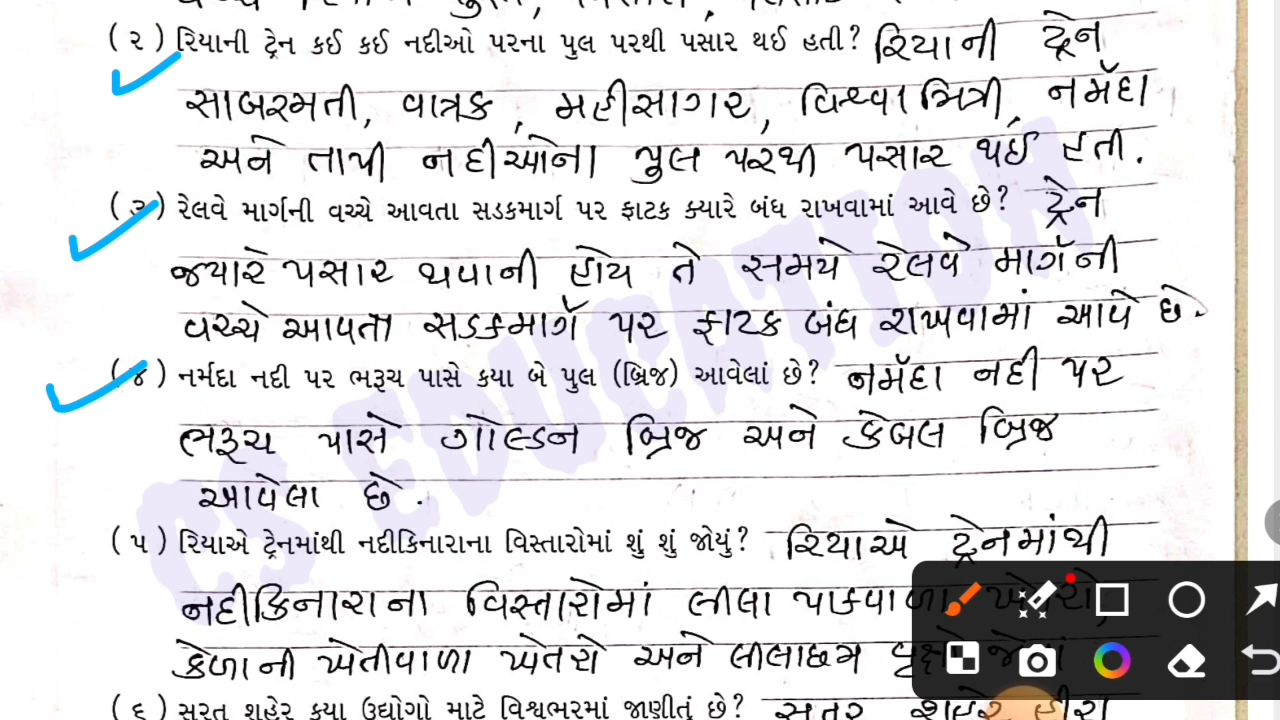 (૨) રિયાની ટ્રેન કઈ કઈ નદીઓ પરના પુલ પરથી પસાર થઈ હતી? રિયાની ટ્રેન
સાબરમતી, વાત્રક, મહીસાગર, વિશ્વામિત્રી, નર્મદા
અને તાપી નદીઓના પુલ પરથી પસાર થઈ હતી.
(૩) રેલવે માર્ગની વચ્ચે આવતા સડકમાર્ગ પર ફાટક ક્યારે બંધ રાખવામાં આવે છે? ટ્રેન
જ્યારે પસાર થવાની હોય તે સમયે રેલવે માર્ગની
વચ્ચે આવતા સડકમાર્ગ પર ફાટક બંધ રાખવામાં આવે છે.
(૪) નર્મદા નદી પર ભરૂચ પાસે કયા બે પુલ (બ્રિજ) આવેલાં છે? નર્મદા નદી પર
ભરૂચ પાસે ગોલ્ડન બ્રિજ અને કેબલ બ્રિજ
આવેલા છે.
(૫) રિયાએ ટ્રેનમાંથી નદીકિનારાના વિસ્તારોમાં શું શું જોયું? રિયાએ ટ્રેનમાંથી
નદીકિનારાના વિસ્તારોમાં લીલા પાકવાળા ખેતરો,
કેળાની ખેતીવાળા ખેતરો અને લીલાછમ
(૬) સુરત શહેર કયા ઉદ્યોગો માટે વિશ્વભરમાં જાણીતું છે? સુરત શહેર હીરા
CS EDUCATION